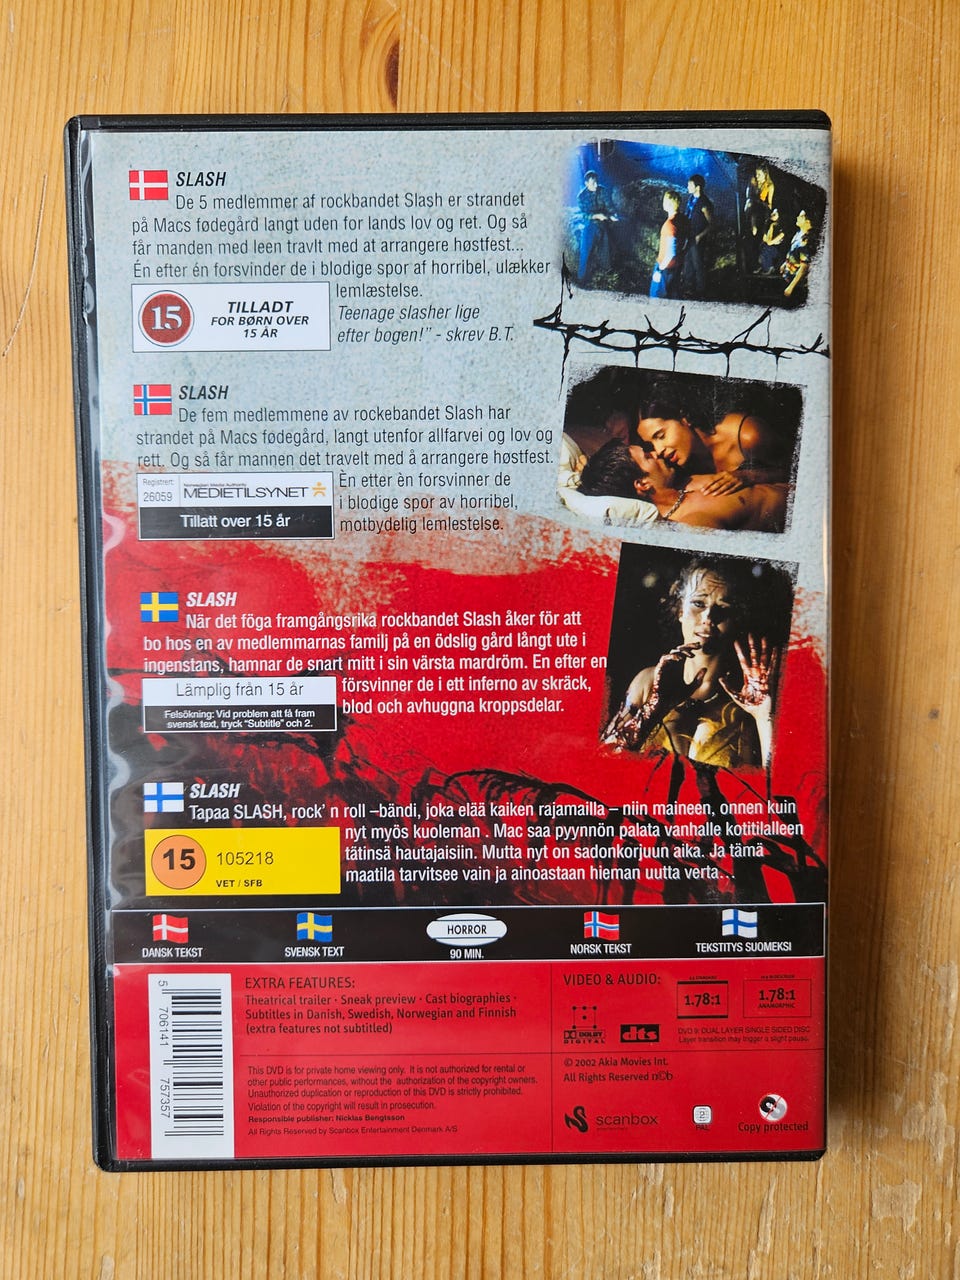 SLASH
De 5 medlemmer af rockbandet Slash er strandet
på Macs fødegård langt uden for lands lov og ret. Og så
får manden med leen travlt med at arrangere høstfest...
Én efter én forsvinder de i blodige spor af horribel, ulækker
lemlæstelse.
Teenage slasher lige
efter bogen!" - skrev B.T.
15
TILLADT
FOR BØRN OVER
15 ÅR
SLASH
De fem medlemmene av rockebandet Slash har
strandet på Macs fødegård, langt utenfor allfarvei og lov og
rett. Og så får mannen det travelt med å arrangere høstfest.
Èn etter èn forsvinner de
i blodige spor av horribel,
motbydelig lemlestelse.
Registrert:
26059
Norwegian Media Authority
MEDIETILSYNET
Tillatt over 15 år
SLASH
När det föga framgångsrika rockbandet Slash åker för att
bo hos en av medlemmarnas familj på en ödslig gård långt ute i
ingenstans, hamnar de snart mitt i sin värsta mardröm. En efter en
försvinner de i ett inferno av skräck,
blod och avhuggna kroppsdelar.
Lämplig från 15 år
Felsökning: Vid problem att få fram
svensk text, tryck "Subtitle" och 2.
SLASH
Tapaa SLASH, rock' n roll –bändi, joka elää kaiken rajamailla – niin maineen, onnen kuin
nyt myös kuoleman . Mac saa pyynnön palata vanhalle kotitilalleen
tätinsä hautajaisiin. Mutta nyt on sadonkorjuun aika. Ja tämä
maatila tarvitsee vain ja ainoastaan hieman uutta verta…
15
105218
VET / SFB
DANSK TEKST
SVENSK TEXT
HORROR
90 MIN.
NORSK TEKST
TEKSTITYS SUOMEKSI
5 706141 757357
EXTRA FEATURES:
Theatrical trailer · Sneak preview · Cast biographies ·
Subtitles in Danish, Swedish, Norwegian and Finnish
(extra features not subtitled)
This DVD is for private home viewing only. It is not authorized for rental or
other public performances, without the authorization of the copyright owners.
Unauthorized duplication or reproduction of this DVD is strictly prohibited.
Violation of the copyright will result in prosecution.
Responsible publisher: Nicklas Bengtsson
All Rights Reserved by Scanbox Entertainment Denmark A/S
VIDEO & AUDIO:
DOLBY
DIGITAL
dts
1.78:1
1.78:1
ANAMORPHIC
DVD 9: DUAL LAYER SINGLE SIDED DISC
Layer transition may trigger a slight pause.
© 2002 Akia Movies Int.
All Rights Reserved n©b
scanbox
entertainment
2
PAL
Copy protected